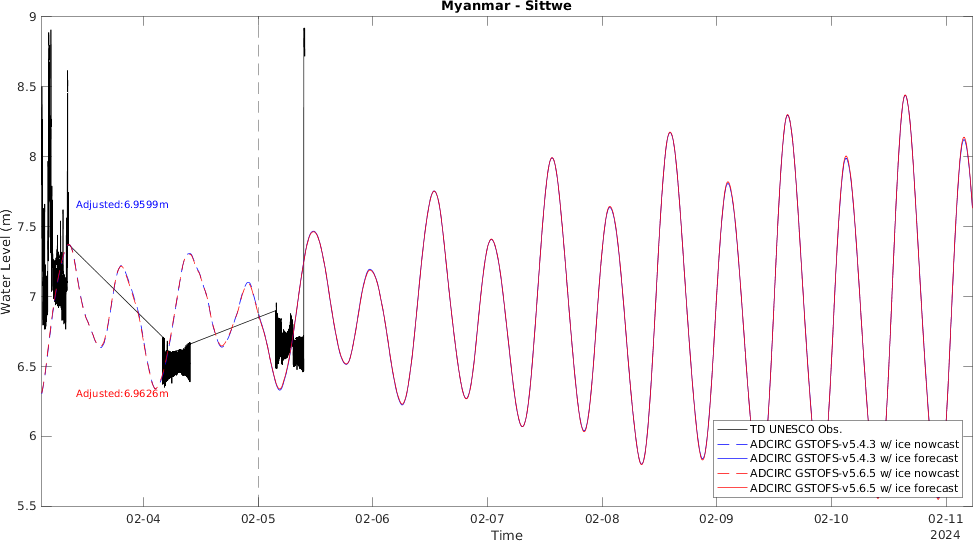 Myanmar - Sittwe
9
8.5
8
7.5
7
6.5
6
5.5
Water Level (m)
Adjusted:6.9599m
Adjusted:6.9626m
TD UNESCO Obs.
ADCIRC GSTOFS-v5.4.3 w/ ice nowcast
ADCIRC GSTOFS-v5.4.3 w/ ice forecast
ADCIRC GSTOFS-v5.6.5 w/ ice nowcast
ADCIRC GSTOFS-v5.6.5 w/ ice forecast
02-04 02-05 02-06 02-07 02-08 02-09 02-10 02-11
Time
2024